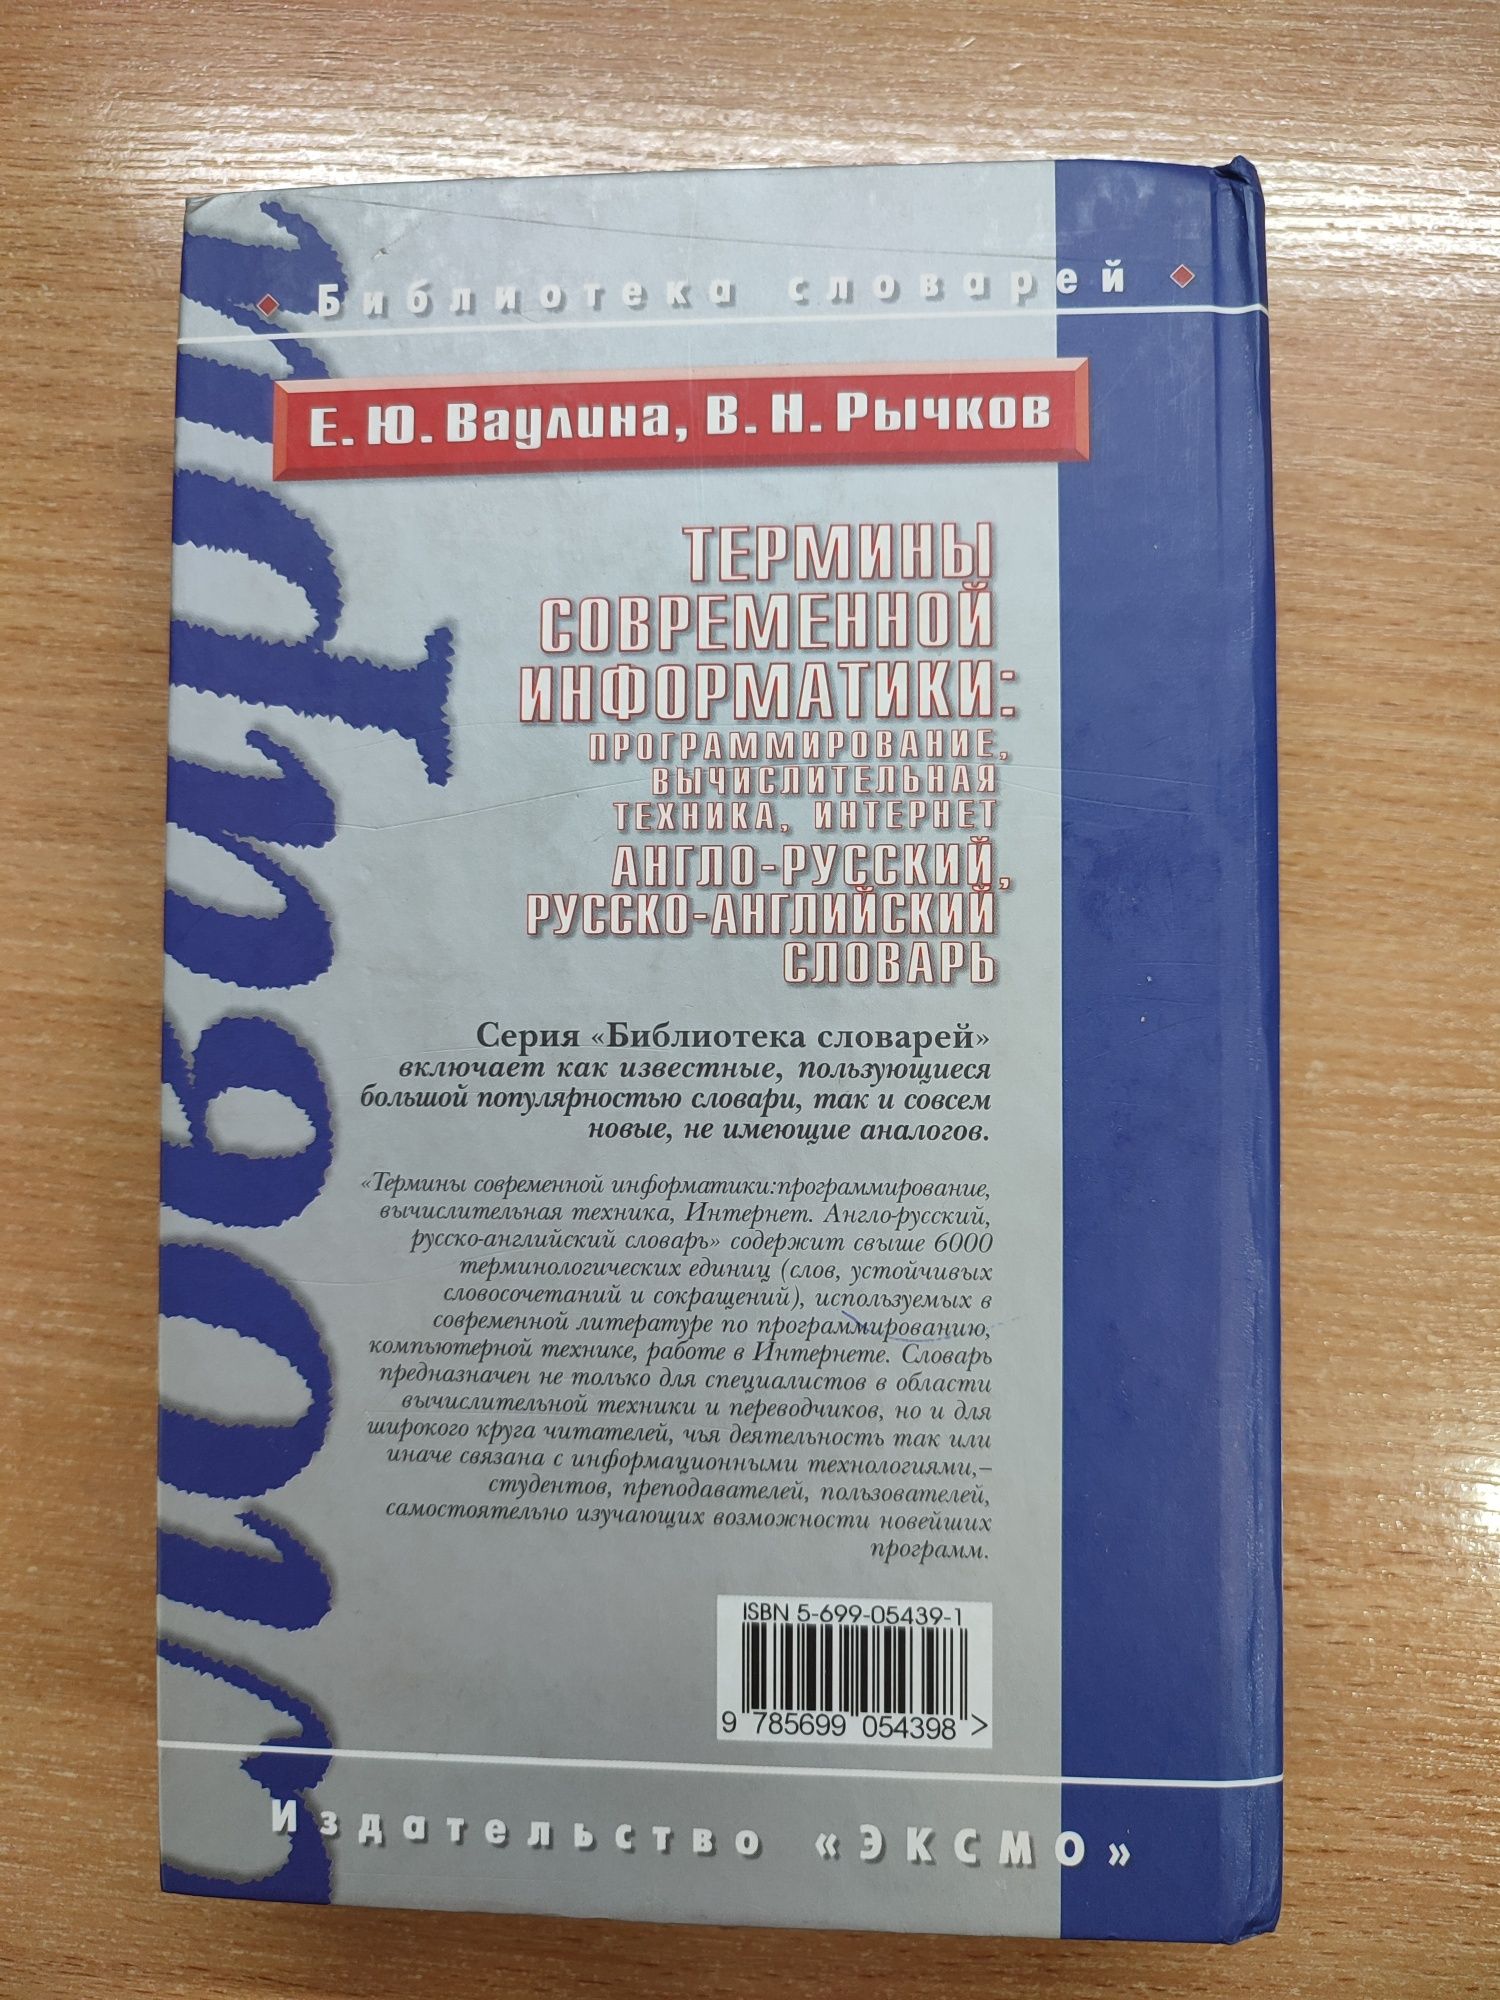 Библиотека словарей
Е. Ю. Ваулина, В. Н. Рычков
ТЕРМИНЫ
СОВРЕМЕННОЙ
ИНФОРМАТИКИ:
ПРОГРАММИРОВАНИЕ,
ВЫЧИСЛИТЕЛЬНАЯ
ТЕХНИКА, ИНТЕРНЕТ
АНГЛО-РУССКИЙ,
РУССКО-АНГЛИЙСКИЙ
СЛОВАРЬ
Серия «Библиотека словарей»
включает как известные, пользующиеся
большой популярностью словари, так и совсем
новые, не имеющие аналогов.
«Термины современной информатики:программирование,
вычислительная техника, Интернет. Англо-русский,
русско-английский словарь» содержит свыше 6000
терминологических единиц (слов, устойчивых
словосочетаний и сокращений), используемых в
современной литературе по программированию,
компьютерной технике, работе в Интернете. Словарь
предназначен не только для специалистов в области
вычислительной техники и переводчиков, но и для
широкого круга читателей, чья деятельность так или
иначе связана с информационными технологиями,–
студентов, преподавателей, пользователей,
самостоятельно изучающих возможности новейших
программ.
ISBN 5-699-05439-1
9 785699 054398 >
Издательство «ЭКСМО»